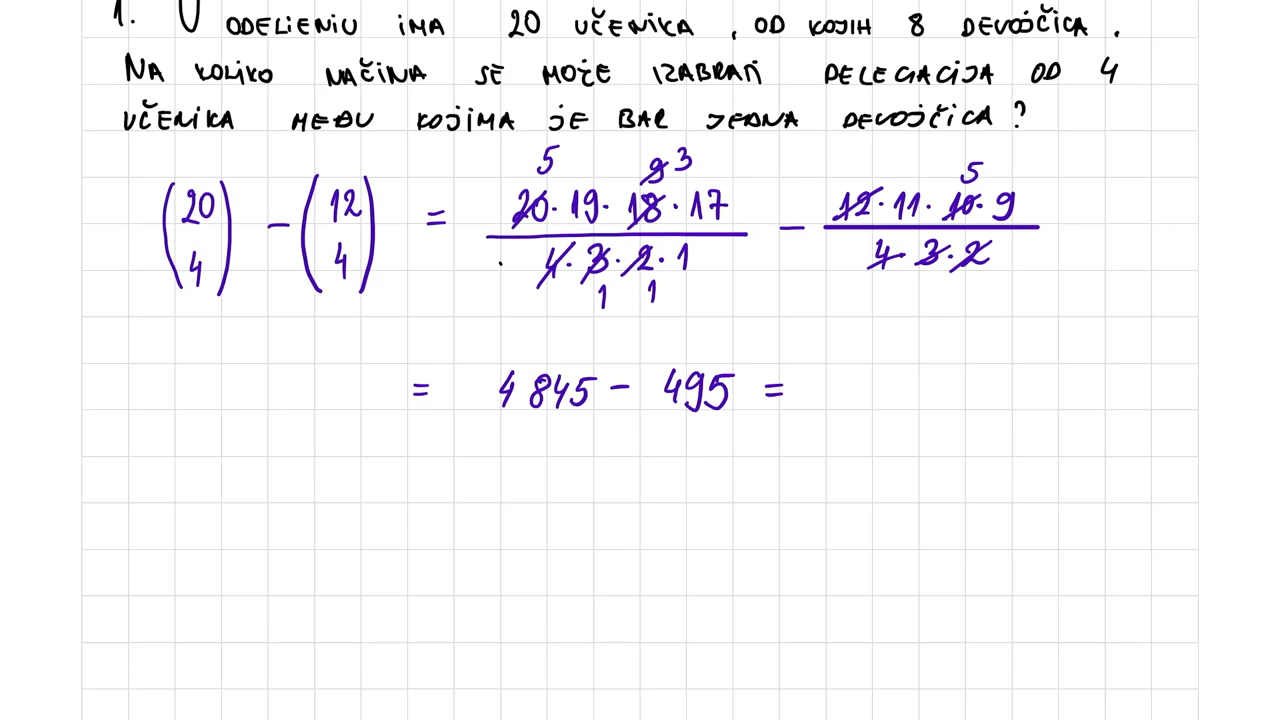 1. U ODELJENJU IMA 20 UČENIKA, OD KOJIH 8 DEVOJČICA.
NA KOLIKO NAČINA SE MOŽE IZABRATI DELEGACIJA OD 4
UČENIKA MEĐU KOJIMA JE BAR JEDNA DEVOJČICA?
(20 4) - (12 4) = 20·19·18·17 / 4·3·2·1 - 12·11·10·9 / 4·3·2
5 9 3 5
1 1
= 4845 - 495 =